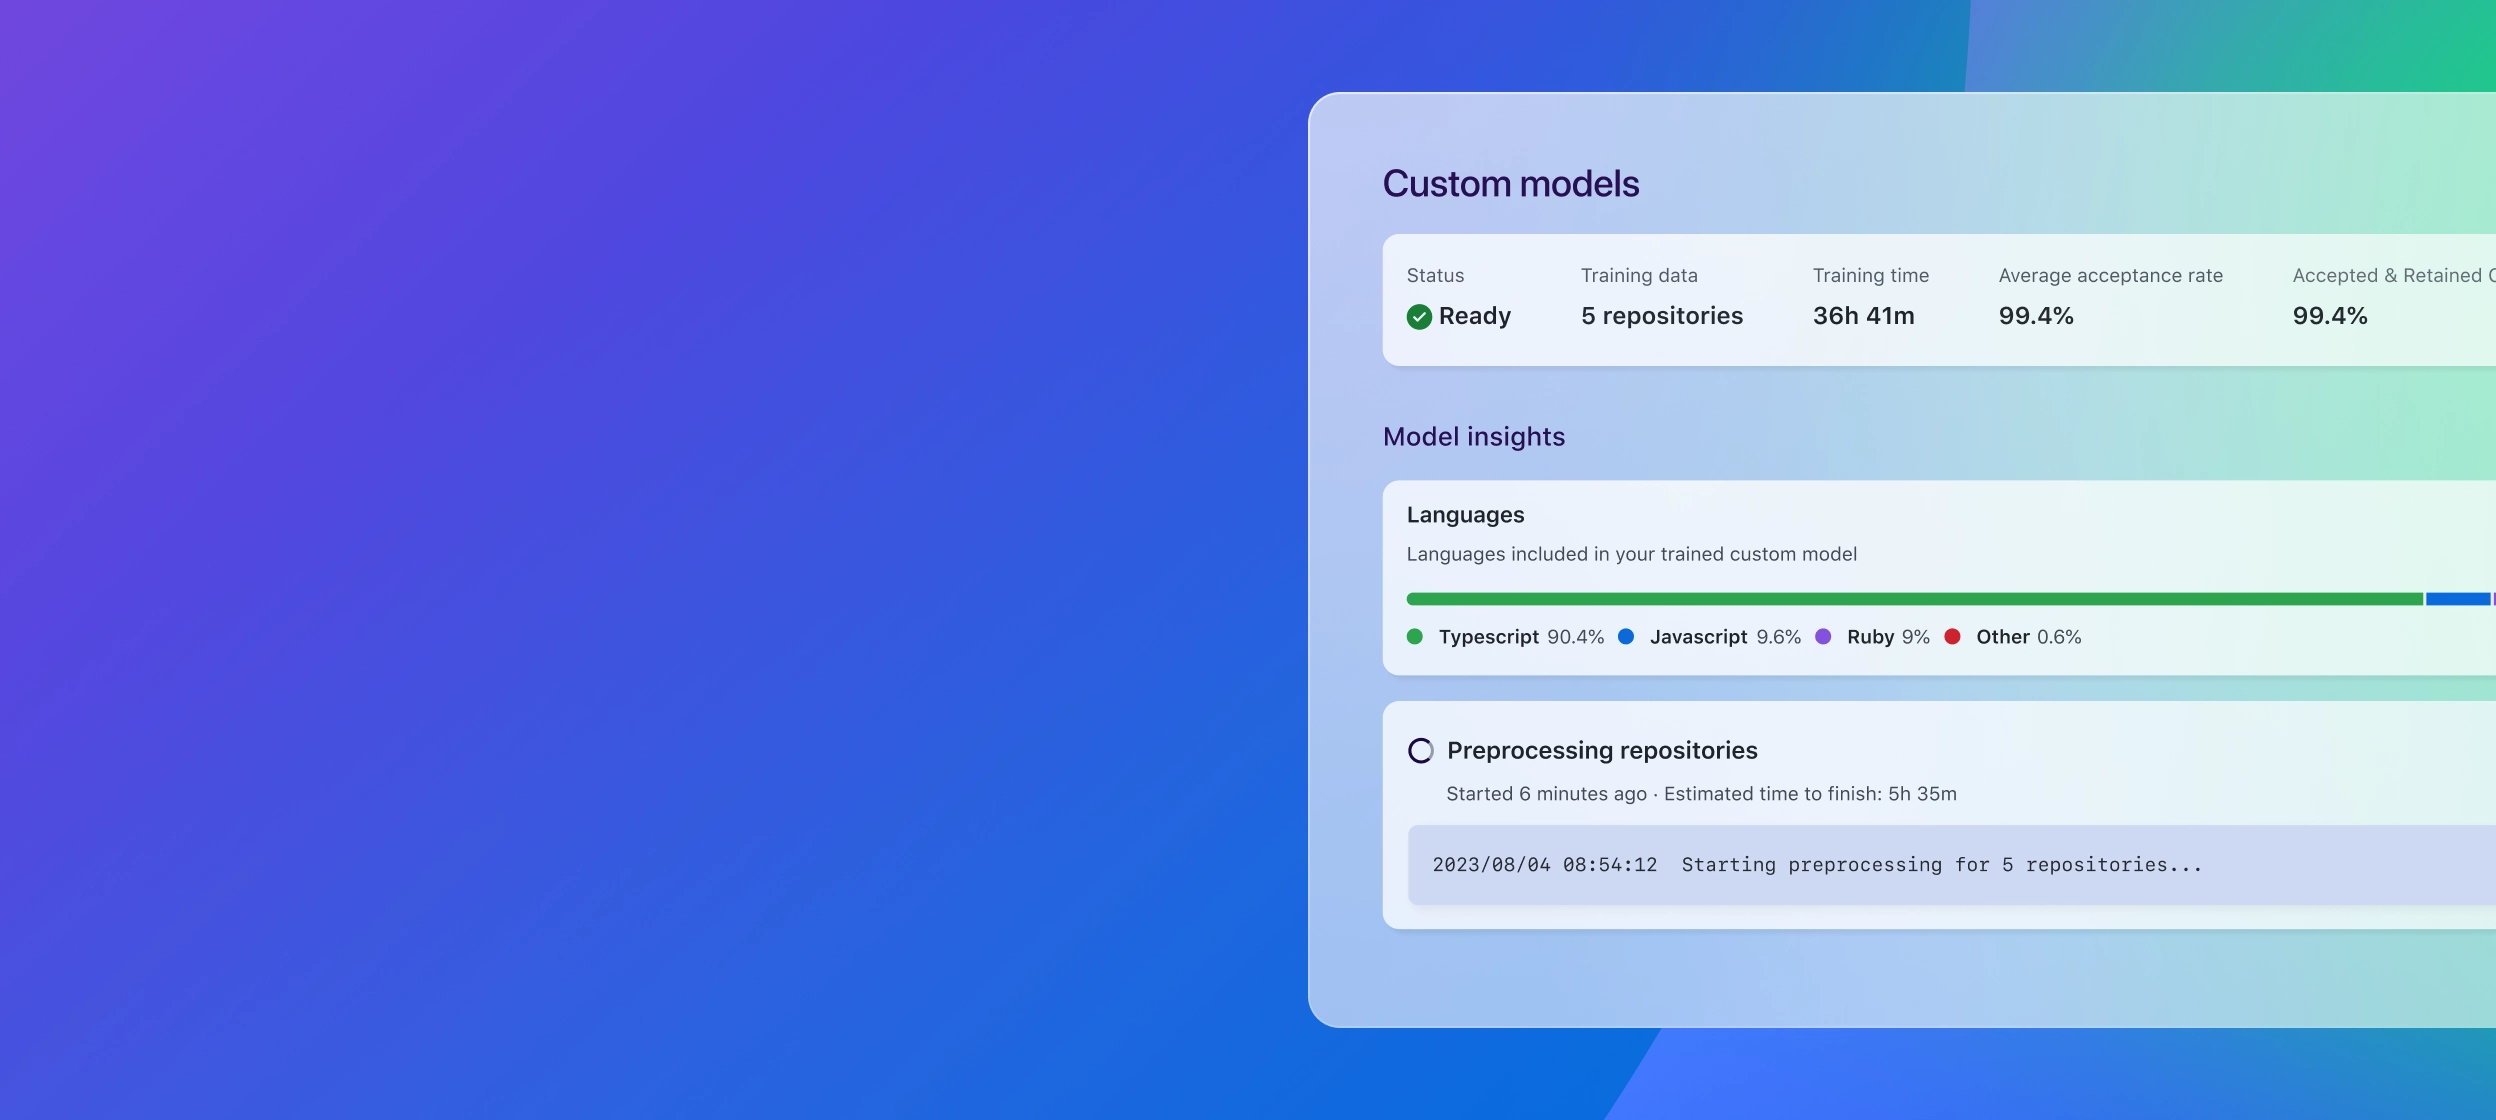 Custom models
Status Training data Training time Average acceptance rate Accepted & Retained
Ready 5 repositories 36h 41m 99.4% 99.4%
Model insights
Languages
Languages included in your trained custom model
Typescript 90.4% Javascript 9.6% Ruby 9% Other 0.6%
Preprocessing repositories
Started 6 minutes ago · Estimated time to finish: 5h 35m
2023/08/04 08:54:12 Starting preprocessing for 5 repositories...